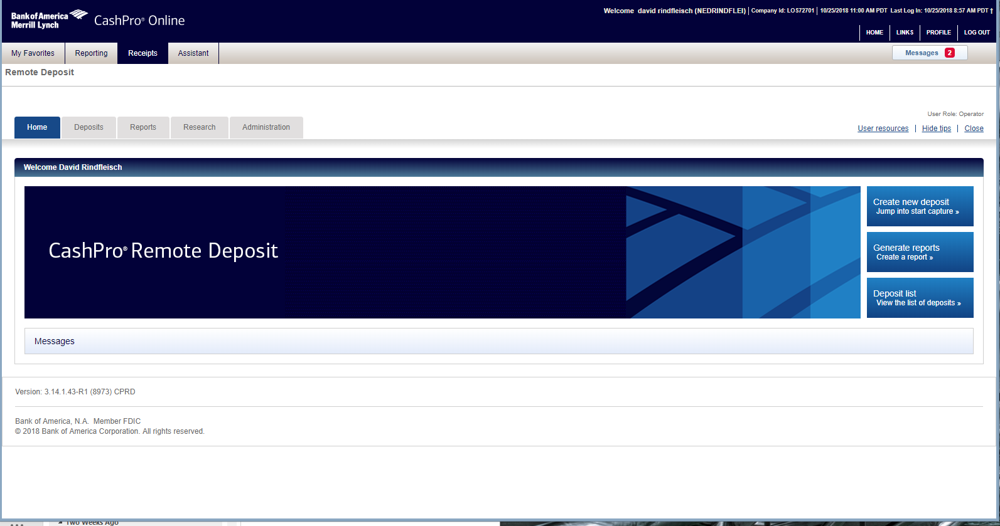 Bank of America
Merrill Lynch
CashPro® Online
Welcome david rindfleisch (NEDRINDFLEI) | Company Id: LOS72701 | 10/25/2018 11:00 AM PDT Last Log In: 10/25/2018 8:57 AM PDT †
HOME | LINKS | PROFILE | LOG OUT
My Favorites Reporting Receipts Assistant
Messages 2
Remote Deposit
User Role: Operator
Home Deposits Reports Research Administration
User resources | Hide tips | Close
Welcome David Rindfleisch
CashPro® Remote Deposit
Create new deposit
Jump into start capture »
Generate reports
Create a report »
Deposit list
View the list of deposits »
Messages
Version: 3.14.1.43-R1 (8973) CPRD
Bank of America, N.A. Member FDIC
© 2018 Bank of America Corporation. All rights reserved.
Two Weeks Ago